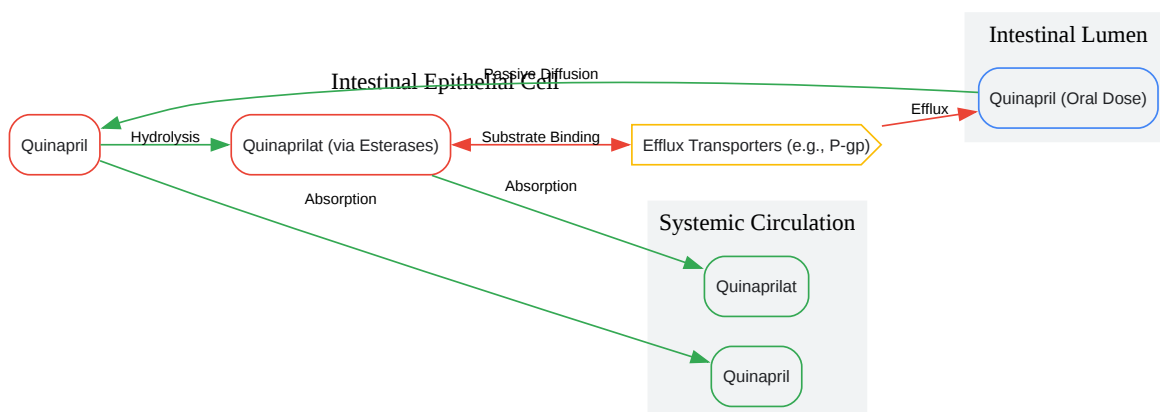 Intestinal Lumen
Passive Diffusion
Intestinal Epithelial Cell
Quinapril (Oral Dose)
Efflux
Quinapril
Hydrolysis
Quinaprilat (via Esterases)
Substrate Binding
Efflux Transporters (e.g., P-gp)
Absorption
Absorption
Systemic Circulation
Quinaprilat
Quinapril